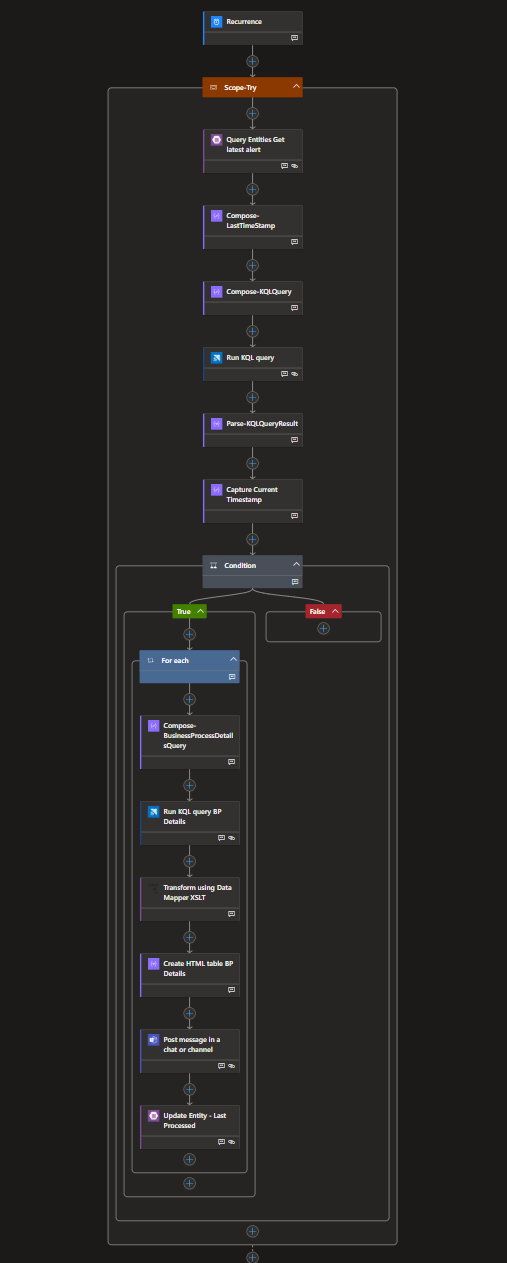 Recurrence
Scope-Try
Query Entities Get
latest alert
Compose-
LastTimeStamp
Compose-KQLQuery
Run KQL query
Parse-KQLQueryResult
Capture Current
Timestamp
Condition
True
False
For each
Compose-
BusinessProcessDetail
sQuery
Run KQL query BP
Details
Transform using Data
Mapper XSLT
Create HTML table BP
Details
Post message in a
chat or channel
Update Entity - Last
Processed